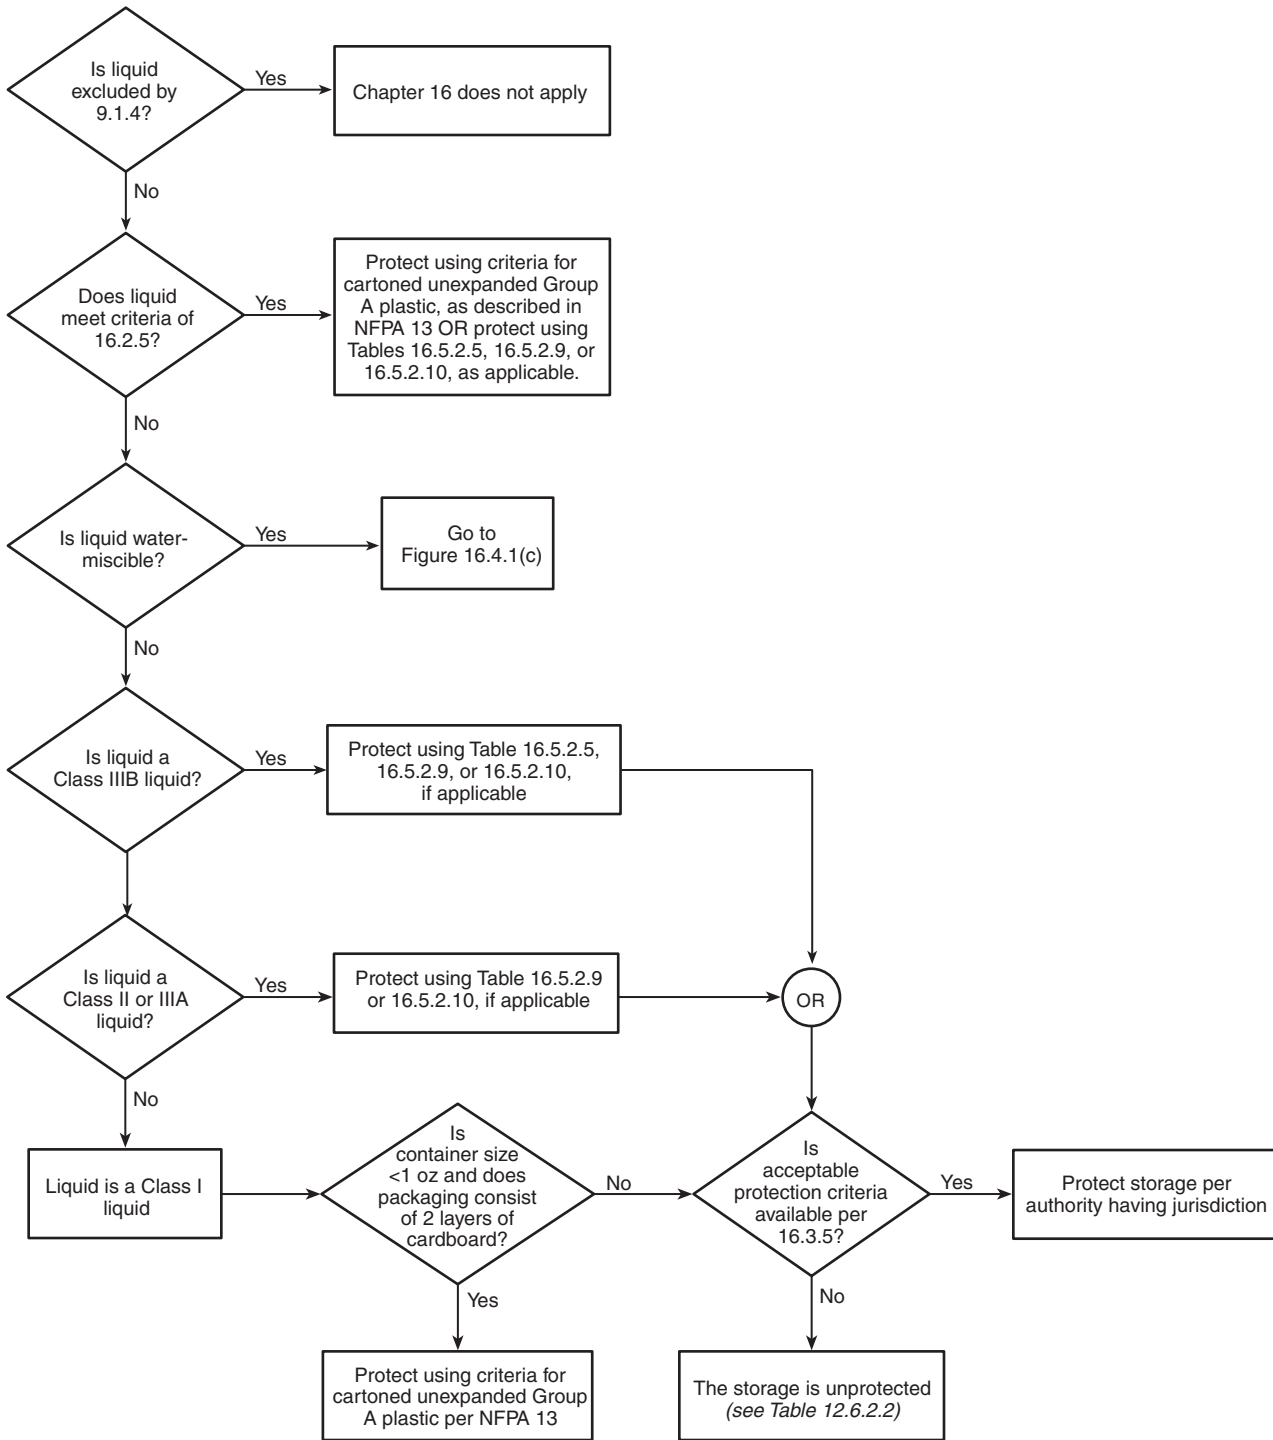 Is liquid
excluded by
9.1.4?
Yes
Chapter 16 does not apply
No
Does liquid
meet criteria of
16.2.5?
Yes
Protect using criteria for
cartoned unexpanded Group
A plastic, as described in
NFPA 13 OR protect using
Tables 16.5.2.5, 16.5.2.9, or
16.5.2.10, as applicable.
No
Is liquid water-
miscible?
Yes
Go to
Figure 16.4.1(c)
No
Is liquid a
Class IIIB liquid?
Yes
Protect using Table 16.5.2.5,
16.5.2.9, or 16.5.2.10,
if applicable
Is liquid a
Class II or IIIA
liquid?
Yes
Protect using Table 16.5.2.9
or 16.5.2.10, if applicable
OR
No
Liquid is a Class I
liquid
Is
container size
<1 oz and does
packaging consist
of 2 layers of
cardboard?
No
Is
acceptable
protection criteria
available per
16.3.5?
Yes
Protect storage per
authority having jurisdiction
Yes
Protect using criteria for
cartoned unexpanded Group
A plastic per NFPA 13
No
The storage is unprotected
(see Table 12.6.2.2)